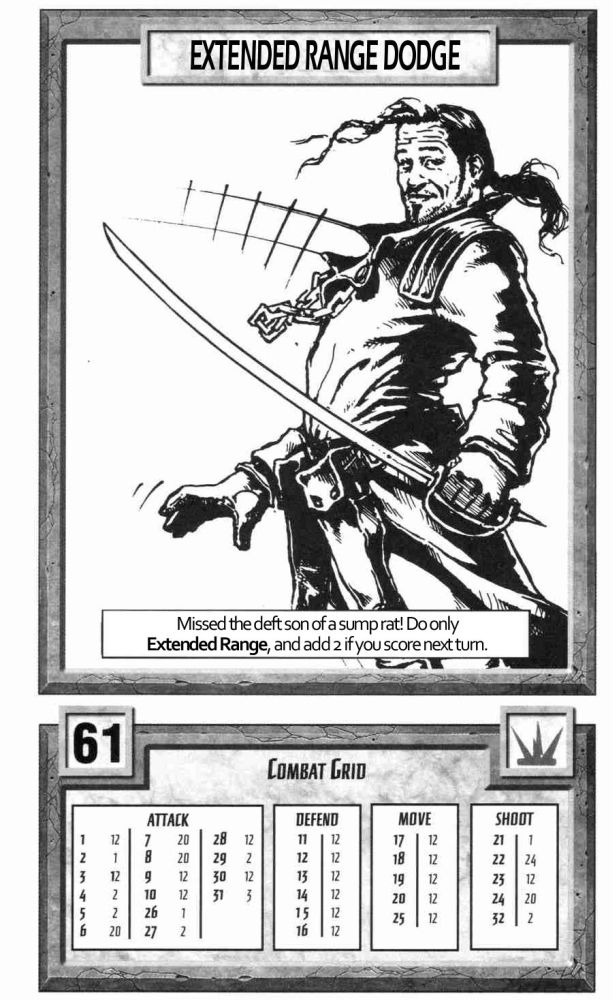 EXTENDED RANGE DODGE
Missed the deft son of a sump rat! Do only
Extended Range, and add 2 if you score next turn.
61
COMBAT GRID
ATTACK DEFEND MOVE SHOOT
1 12 7 20 28 12 11 12 17 12 21 1
2 1 8 20 29 2 12 12 18 12 22 24
3 12 9 12 30 12 13 12 19 12 23 12
4 2 10 12 31 3 14 12 20 12 24 20
5 2 26 1 15 12 25 12 32 2
6 20 27 2 16 12